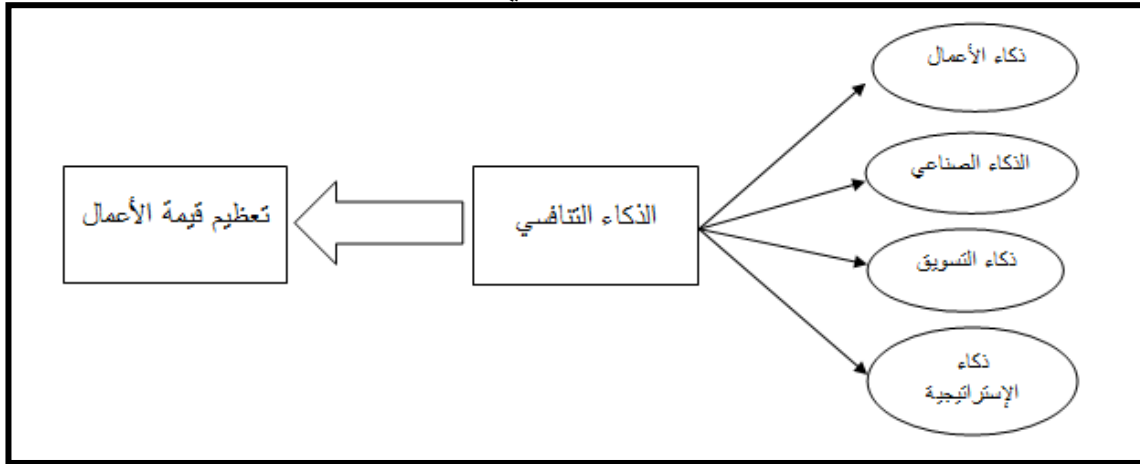 ذكاء الأعمال
الذكاء الصناعي
الذكاء التنافسي
تعظيم قيمة الأعمال
ذكاء التسويق
ذكاء
الإستراتيجية